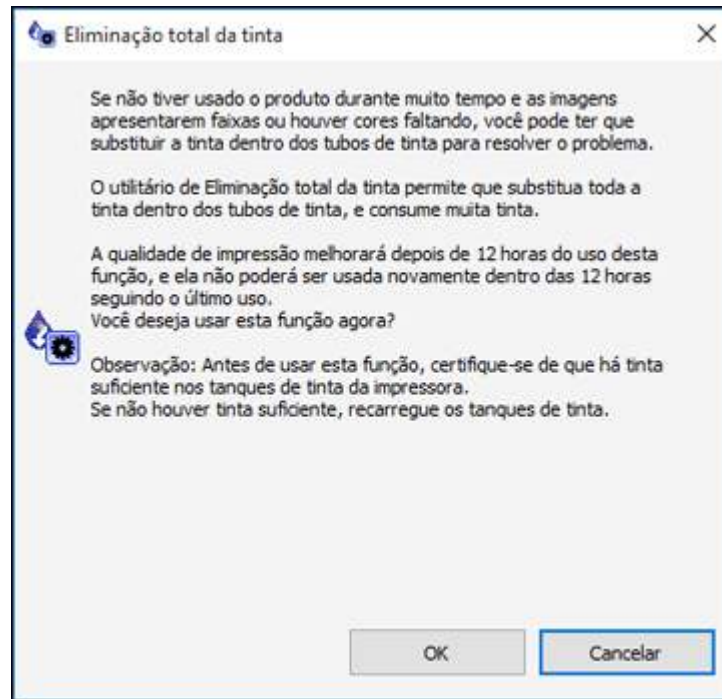 Eliminação total da tinta
Se não tiver usado o produto durante muito tempo e as imagens
apresentarem faixas ou houver cores faltando, você pode ter que
substituir a tinta dentro dos tubos de tinta para resolver o problema.
O utilitário de Eliminação total da tinta permite que substitua toda a
tinta dentro dos tubos de tinta, e consume muita tinta.
A qualidade de impressão melhorará depois de 12 horas do uso desta
função, e ela não poderá ser usada novamente dentro das 12 horas
seguindo o último uso.
Você deseja usar esta função agora?
Observação: Antes de usar esta função, certifique-se de que há tinta
suficiente nos tanques de tinta da impressora.
Se não houver tinta suficiente, recarregue os tanques de tinta.
OK
Cancelar